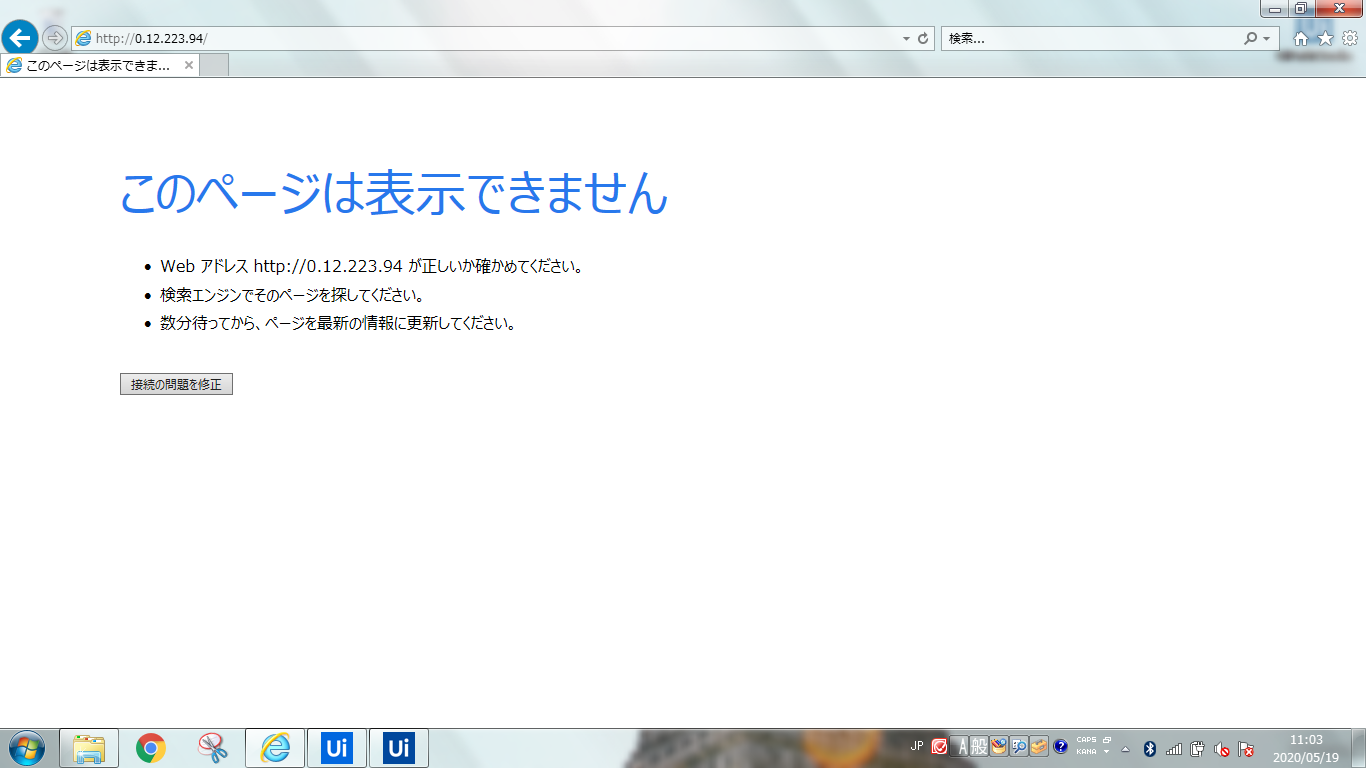 http://0.12.223.94/
検索...
このページは表示できま...
このページは表示できません
• Web アドレス http://0.12.223.94 が正しいか確かめてください。
• 検索エンジンでそのページを探してください。
• 数分待ってから、ページを最新の情報に更新してください。
接続の問題を修正
Ui
Ui
JP
A
般
CAPS
KANA
11:03
2020/05/19